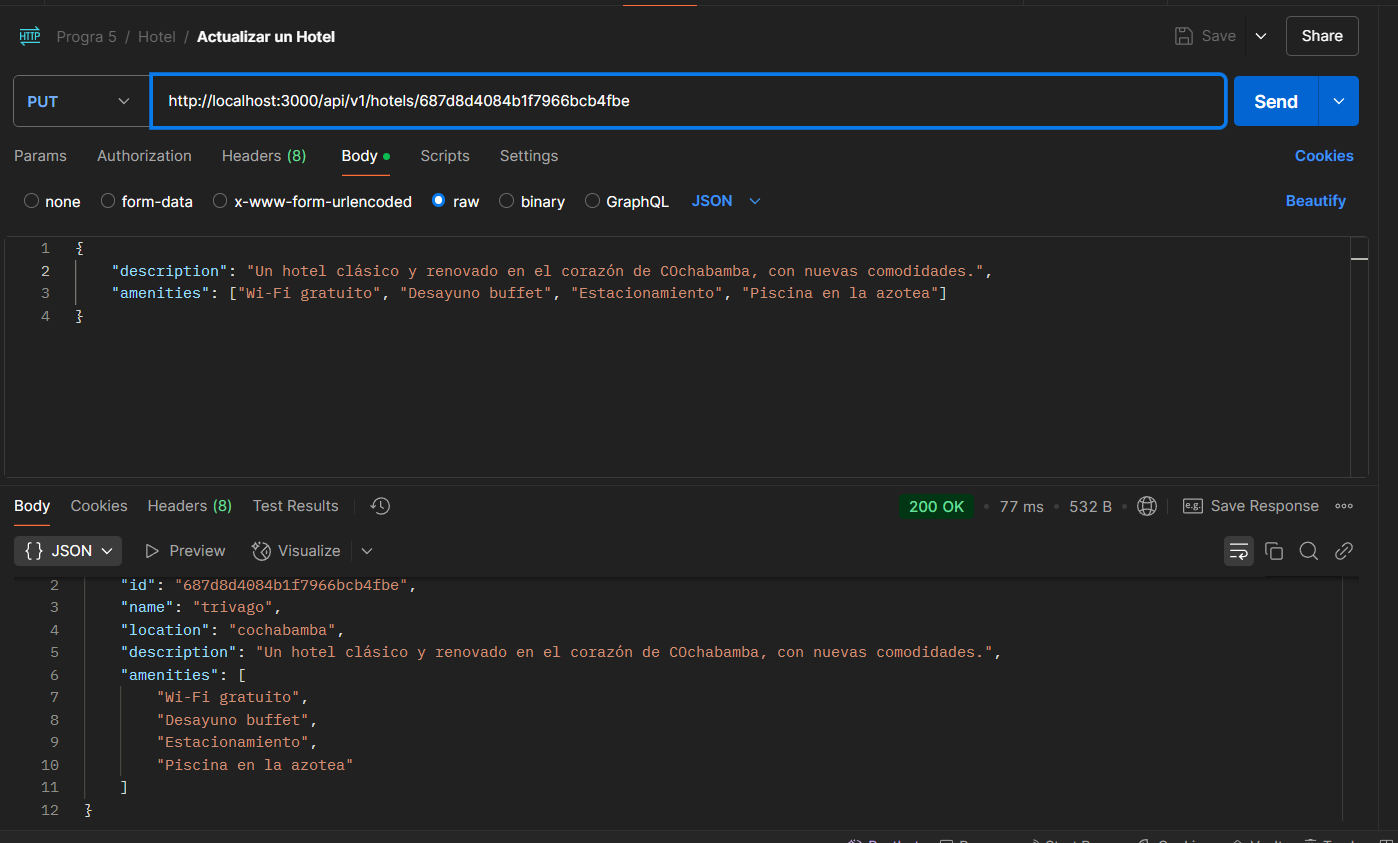 HTTP Progra 5 / Hotel / Actualizar un Hotel Save Share
PUT http://localhost:3000/api/v1/hotels/687d8d4084b1f7966bcb4fbe Send
Params Authorization Headers (8) Body Scripts Settings Cookies
none form-data x-www-form-urlencoded raw binary GraphQL JSON Beautify
1 {
2 "description": "Un hotel clásico y renovado en el corazón de COchabamba, con nuevas comodidades.",
3 "amenities": ["Wi-Fi gratuito", "Desayuno buffet", "Estacionamiento", "Piscina en la azotea"]
4 }
Body Cookies Headers (8) Test Results 200 OK • 77 ms • 532 B • e.g. Save Response
{} JSON Preview Visualize
2 "id": "687d8d4084b1f7966bcb4fbe",
3 "name": "trivago",
4 "location": "cochabamba",
5 "description": "Un hotel clásico y renovado en el corazón de COchabamba, con nuevas comodidades.",
6 "amenities": [
7 "Wi-Fi gratuito",
8 "Desayuno buffet",
9 "Estacionamiento",
10 "Piscina en la azotea"
11 ]
12 }